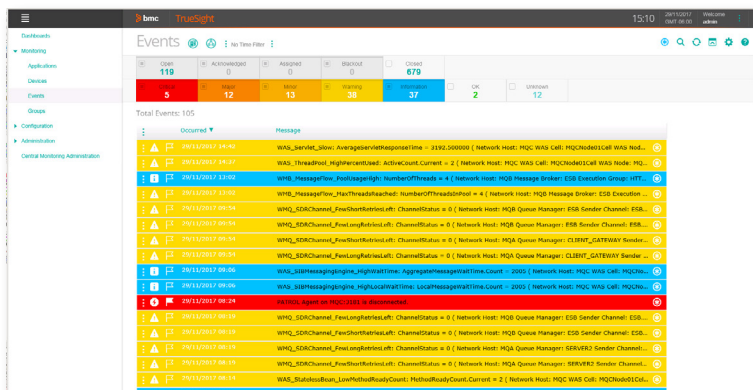 bmc TrueSight
15:10 29/11/2017 GMT-06:00 Welcome admin
Dashboards
Monitoring
Applications
Devices
Events
Groups
Configuration
Administration
Central Monitoring Administration
Events No Time Filter
Open 119
Acknowledged 0
Assigned 0
Blackout 0
Closed 679
Critical 5
Major 12
Minor 13
Warning 38
Information 37
OK 2
Unknown 12
Total Events: 105
Occurred Message
29/11/2017 14:42 WAS_Servlet_Slow: AverageServletResponseTime = 3192.500000 ( Network Host: MQC WAS Cell: MQCNode01Cell WAS Nod...
29/11/2017 14:37 WAS_ThreadPool_HighPercentUsed: ActiveCount.Current = 2 ( Network Host: MQC WAS Cell: MQCNode01Cell WAS Node: MQ...
29/11/2017 13:02 WMB_MessageFlow_PoolUsageHigh: NumberOfThreads = 4 ( Network Host: MQB Message Broker: ESB Execution Group: HTT...
29/11/2017 13:02 WMB_MessageFlow_MaxThreadsReached: NumberOfThreadsInPool = 4 ( Network Host: MQB Message Broker: ESB Execution ...
29/11/2017 09:54 WMQ_SDRChannel_FewShortRetriesLeft: ChannelStatus = 0 ( Network Host: MQB Queue Manager: ESB Sender Channel: ESB...
29/11/2017 09:54 WMQ_SDRChannel_FewLongRetriesLeft: ChannelStatus = 0 ( Network Host: MQB Queue Manager: ESB Sender Channel: ESB...
29/11/2017 09:54 WMQ_SDRChannel_FewShortRetriesLeft: ChannelStatus = 0 ( Network Host: MQA Queue Manager: CLIENT_GATEWAY Sender...
29/11/2017 09:54 WMQ_SDRChannel_FewLongRetriesLeft: ChannelStatus = 0 ( Network Host: MQA Queue Manager: CLIENT_GATEWAY Sender ...
29/11/2017 09:06 WAS_SIBMessagingEngine_HighWaitTime: AggregateMessageWaitTime.Count = 2005 ( Network Host: MQC WAS Cell: MQCNo...
29/11/2017 09:06 WAS_SIBMessagingEngine_HighLocalWaitTime: LocalMessageWaitTime.Count = 2005 ( Network Host: MQC WAS Cell: MQCNo...
29/11/2017 08:24 PATROL Agent on MQC:3181 is disconnected.
29/11/2017 08:19 WMQ_SDRChannel_FewLongRetriesLeft: ChannelStatus = 0 ( Network Host: MQB Queue Manager: ESB Sender Channel: ESB...
29/11/2017 08:19 WMQ_SDRChannel_FewShortRetriesLeft: ChannelStatus = 0 ( Network Host: MQB Queue Manager: ESB Sender Channel: ESB...
29/11/2017 08:19 WMQ_SDRChannel_FewLongRetriesLeft: ChannelStatus = 0 ( Network Host: MQA Queue Manager: SERVER2 Sender Channel:...
29/11/2017 08:19 WMQ_SDRChannel_FewShortRetriesLeft: ChannelStatus = 0 ( Network Host: MQA Queue Manager: SERVER2 Sender Channel...
29/11/2017 08:14 WAS_StatelessBean_LowMethodReadyCount: MethodReadyCount.Current = 2 ( Network Host: MQC WAS Cell: MQCNode01Cel...